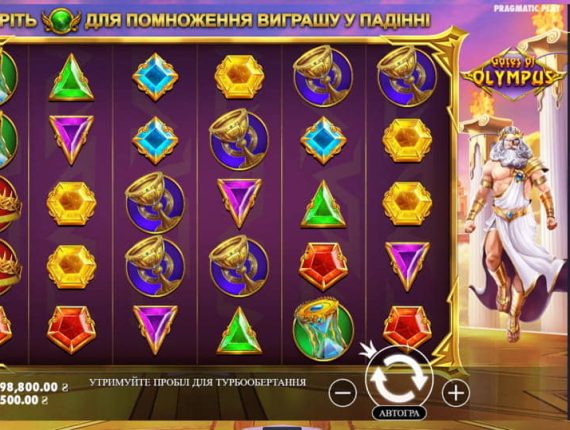 PRAGMATIC PLAY
РІТЬ ДЛЯ ПОМНОЖЕННЯ ВИГРАШУ У ПАДІННІ
GATES OF
OLYMPUS
98,800.00 ₴
500.00 ₴
УТРИМУЙТЕ ПРОБІЛ ДЛЯ ТУРБООБЕРТАННЯ
АВТОГРА